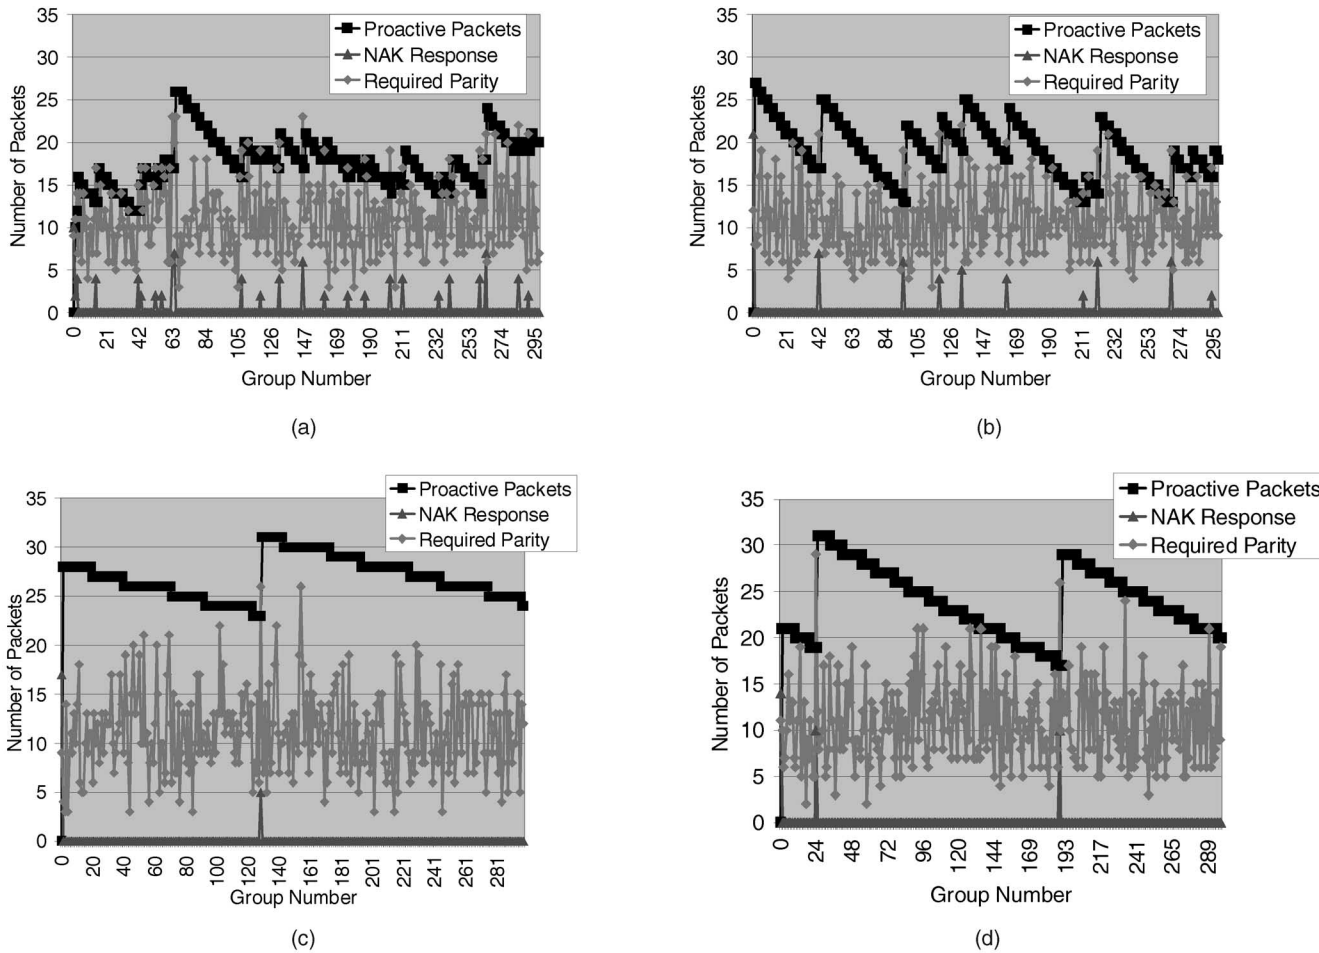 35
30
25
20
15
10
5
0
Number of Packets
Proactive Packets
NAK Response
Required Parity
0 21 42 63 84 105 126 147 169 190 211 232 253 274 295
Group Number
(a)
35
30
25
20
15
10
5
0
Number of Packets
Proactive Packets
NAK Response
Required Parity
0 21 42 63 84 105 126 147 169 190 211 232 253 274 295
Group Number
(b)
35
30
25
20
15
10
5
0
Number of Packets
Proactive Packets
NAK Response
Required Parity
0 20 40 60 80 100 120 140 161 181 201 221 241 261 281
Group Number
(c)
35
30
25
20
15
10
5
0
Number of Packets
Proactive Packets
NAK Response
Required Parity
0 24 48 72 96 120 144 169 193 217 241 265 289
Group Number
(d)